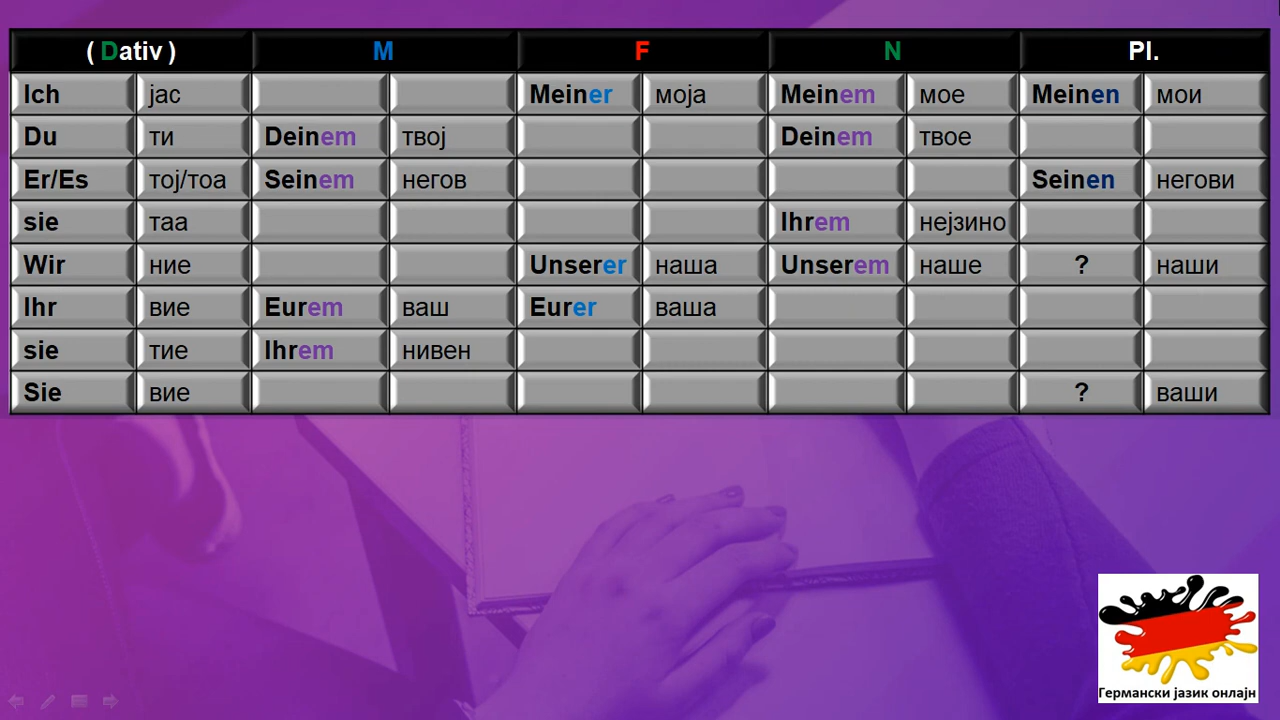 ( Dativ ) M F N Pl.
Ich јас Meiner моја Meinem мое Meinen мои
Du ти Deinem твој Deinem твое
Er/Es тој/тоа Seinem негов Seinen негови
sie таа Ihrem нејзино
Wir ние Unserer наша Unserem наше ? наши
Ihr вие Eurem ваш Eurer ваша
sie тие Ihrem нивен
Sie вие ? ваши
Германски јазик онлајн